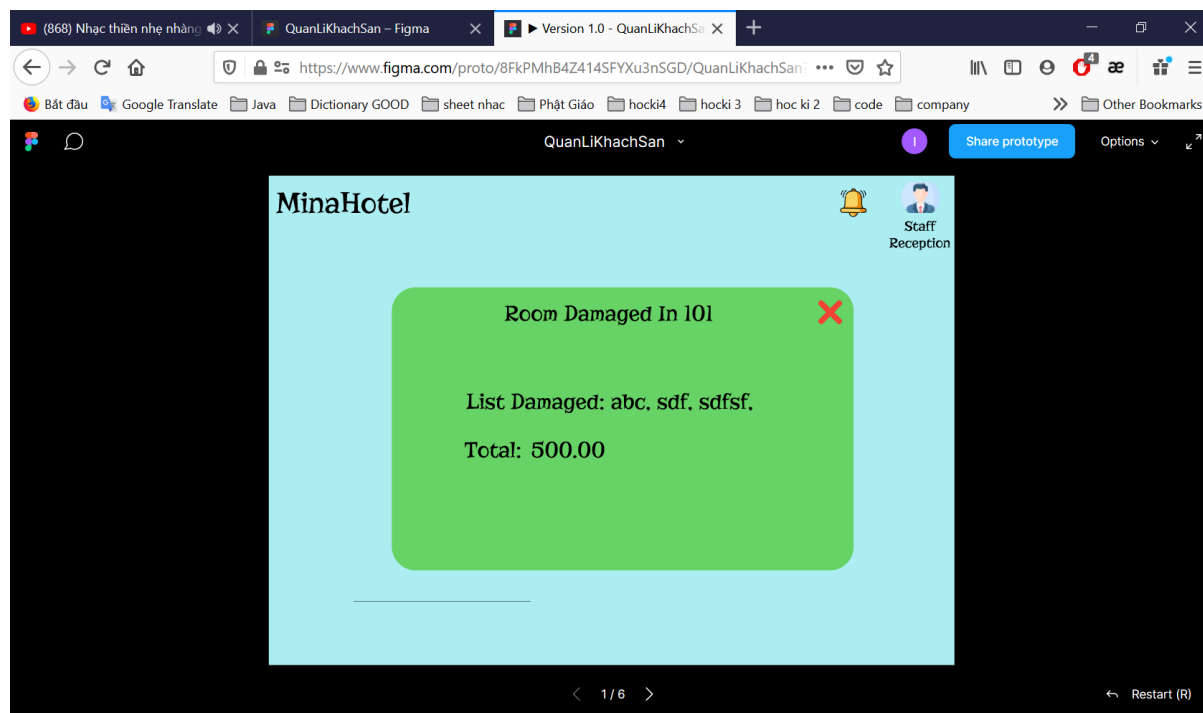 (868) Nhạc thiền nhẹ nhàng
QuanLiKhachSan – Figma
Version 1.0 - QuanLiKhachSa
https://www.figma.com/proto/8FkPMhB4Z414SFYXu3nSGD/QuanLiKhachSan?
4
Bắt đầu
Google Translate
Java
Dictionary GOOD
sheet nhac
Phật Giáo
hocki4
hocki 3
hoc ki 2
code
company
Other Bookmarks
QuanLiKhachSan
I
Share prototype
Options
MinaHotel
Staff
Reception
Room Damaged In 101
List Damaged: abc, sdf, sdfsf,
Total: 500.00
1 / 6
Restart (R)